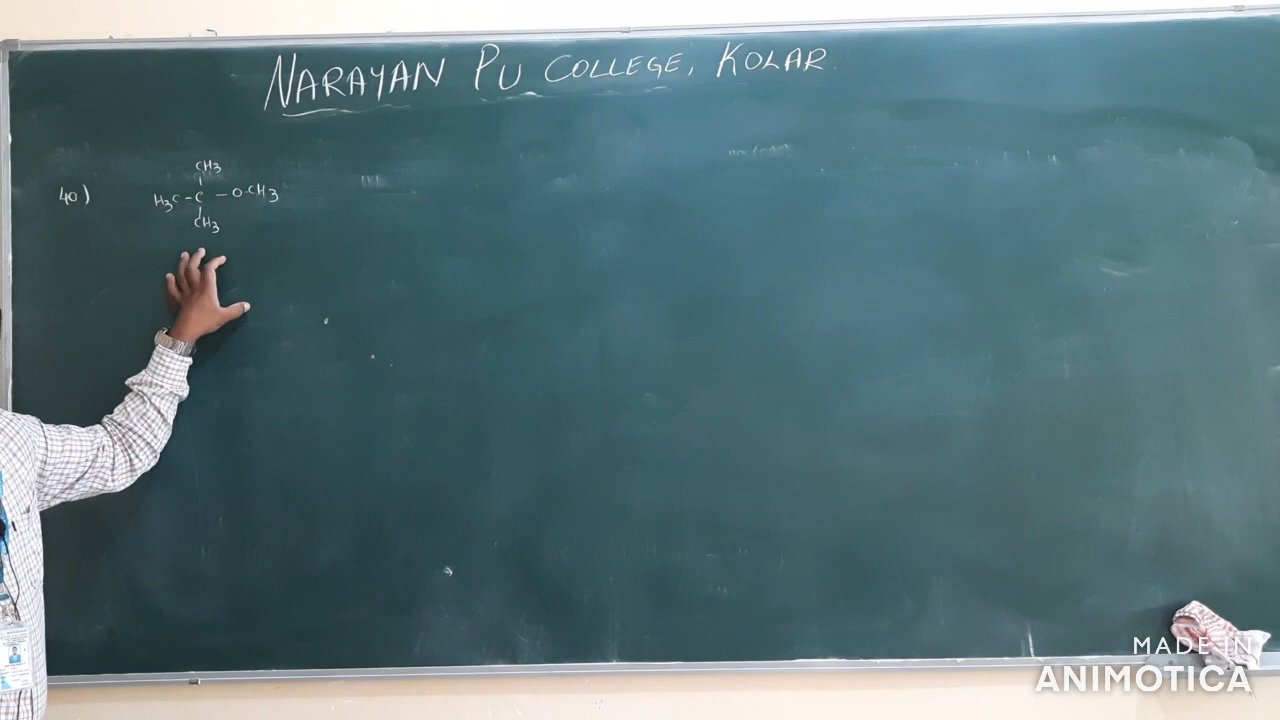 NARAYAN PU COLLEGE, KOLAR.
40)
CH3
H3C-C-O-CH3
CH3
MADE IN
ANIMOTICA